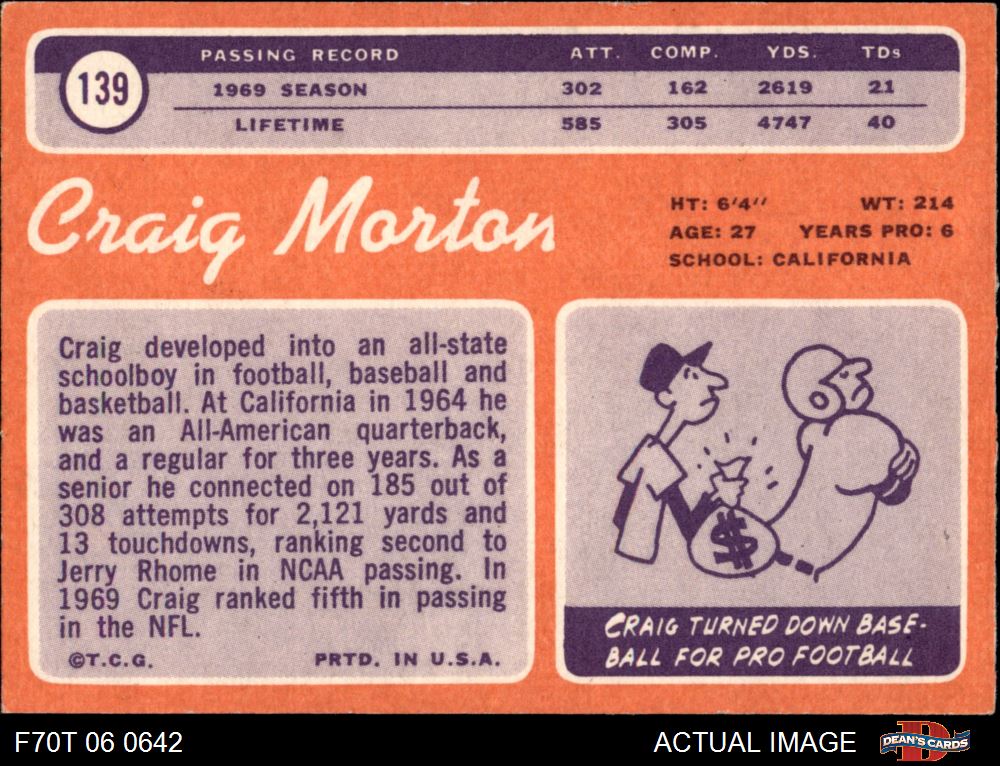 139
PASSING RECORD ATT. COMP. YDS. TDs
1969 SEASON 302 162 2619 21
LIFETIME 585 305 4747 40
Craig Morton
HT: 6'4'' WT: 214
AGE: 27 YEARS PRO: 6
SCHOOL: CALIFORNIA
Craig developed into an all-state
schoolboy in football, baseball and
basketball. At California in 1964 he
was an All-American quarterback,
and a regular for three years. As a
senior he connected on 185 out of
308 attempts for 2,121 yards and
13 touchdowns, ranking second to
Jerry Rhome in NCAA passing. In
1969 Craig ranked fifth in passing
in the NFL.
©T.C.G. PRTD. IN U.S.A.
$
CRAIG TURNED DOWN BASE-
BALL FOR PRO FOOTBALL
F70T 06 0642 ACTUAL IMAGE
D
DEAN'S CARDS